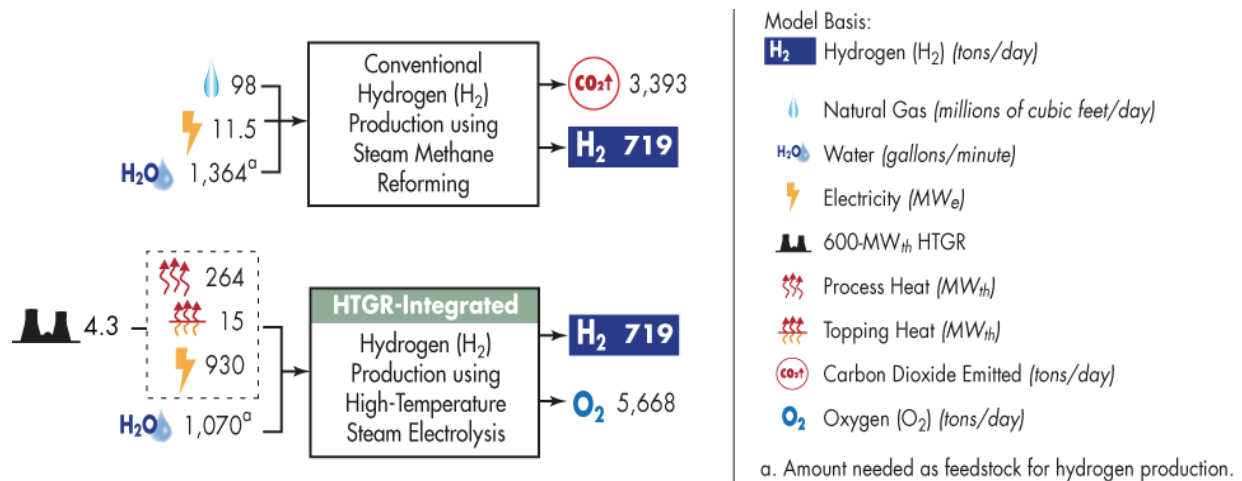 98
11.5
H₂O 1,364ᵃ
Conventional
Hydrogen (H₂)
Production using
Steam Methane
Reforming
CO₂↑ 3,393
H₂ 719
4.3
264
15
930
H₂O 1,070ᵃ
HTGR-Integrated
Hydrogen (H₂)
Production using
High-Temperature
Steam Electrolysis
H₂ 719
O₂ 5,668
Model Basis:
H₂ Hydrogen (H₂) (tons/day)
Natural Gas (millions of cubic feet/day)
H₂O Water (gallons/minute)
Electricity (MWₑ)
600-MWₜₕ HTGR
Process Heat (MWₜₕ)
Topping Heat (MWₜₕ)
CO₂↑ Carbon Dioxide Emitted (tons/day)
O₂ Oxygen (O₂) (tons/day)
a. Amount needed as feedstock for hydrogen production.